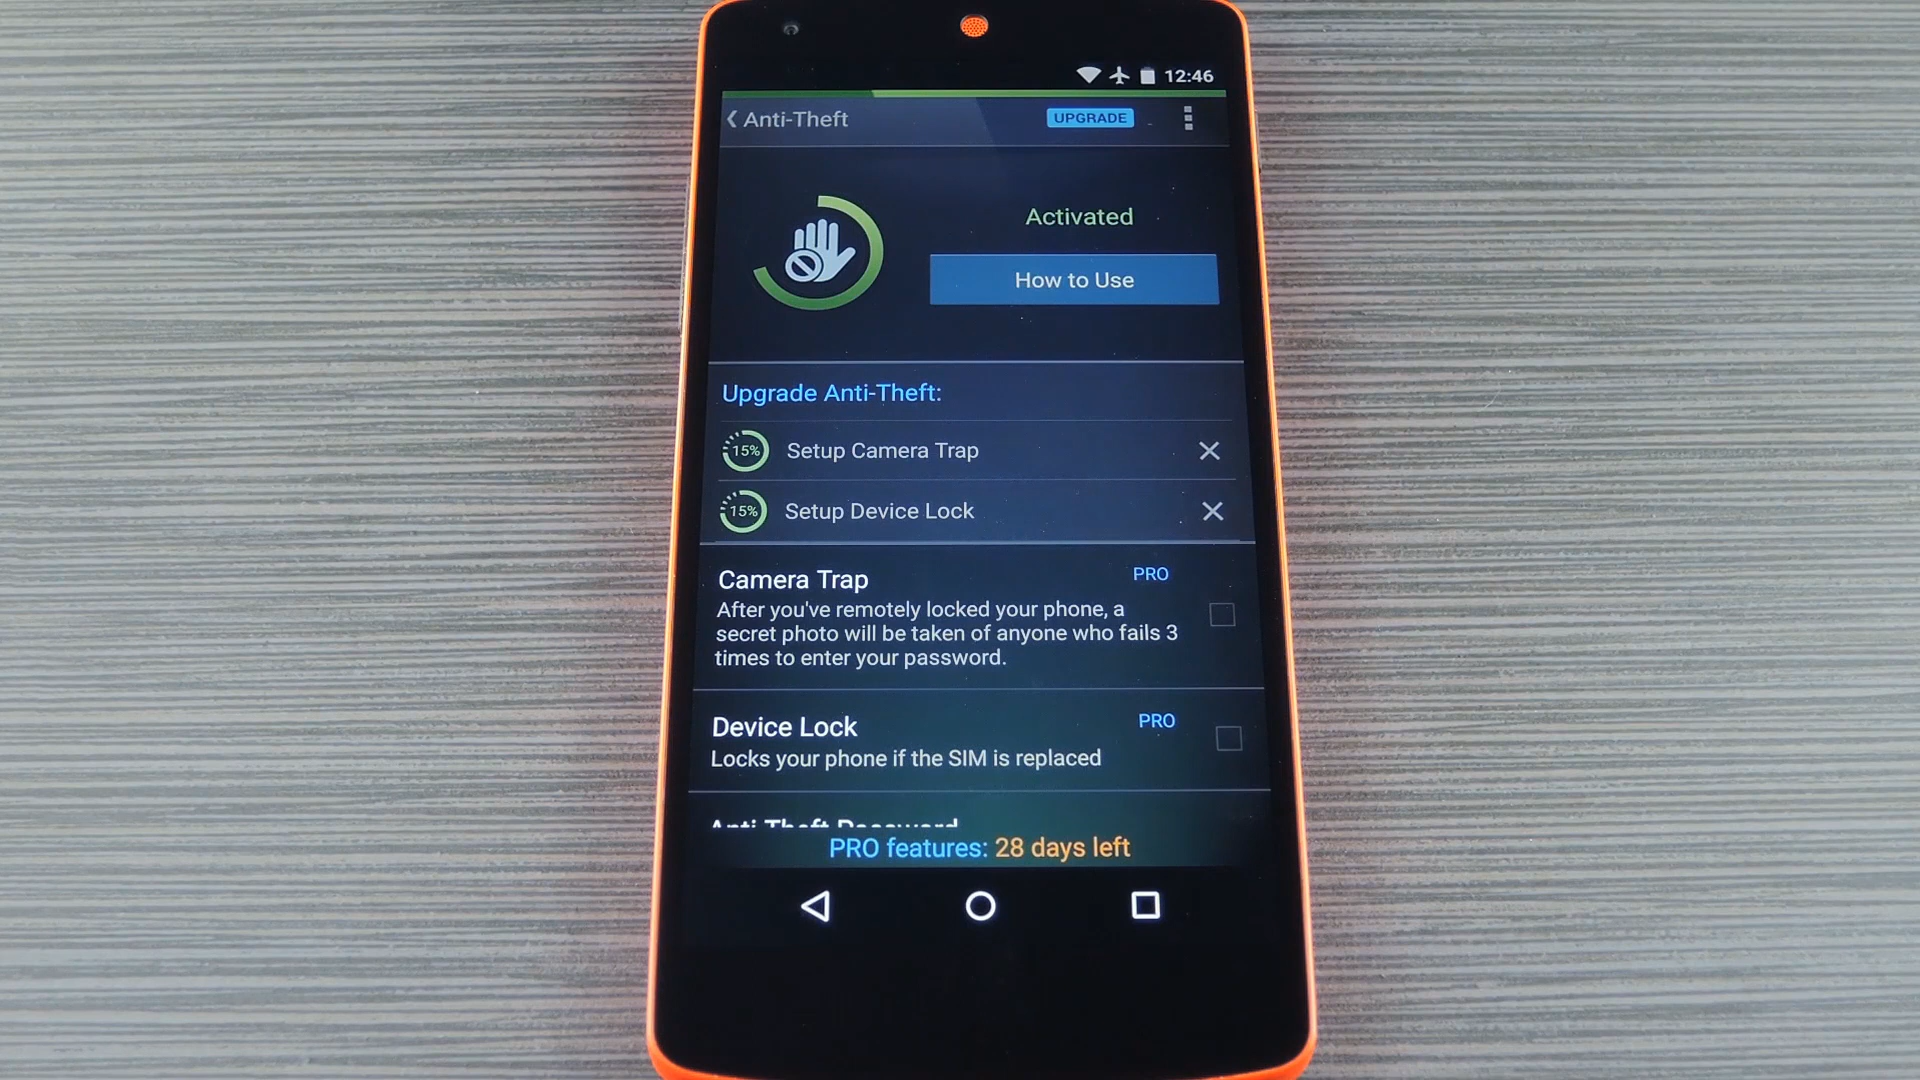 12:46
Anti-Theft UPGRADE
Activated
How to Use
Upgrade Anti-Theft:
15% Setup Camera Trap
15% Setup Device Lock
Camera Trap PRO
After you've remotely locked your phone, a
secret photo will be taken of anyone who fails 3
times to enter your password.
Device Lock PRO
Locks your phone if the SIM is replaced
Anti-Theft Password
PRO features: 28 days left